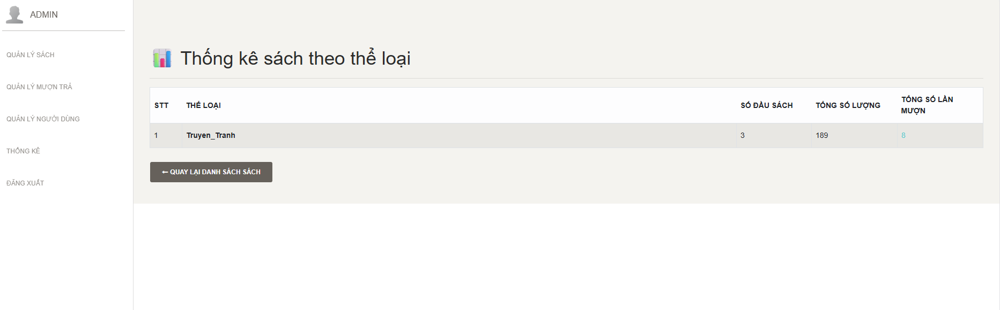 ADMIN
QUẢN LÝ SÁCH
QUẢN LÝ MƯỢN TRẢ
QUẢN LÝ NGƯỜI DÙNG
THỐNG KÊ
ĐĂNG XUẤT
Thống kê sách theo thể loại
STT THỂ LOẠI SỐ ĐẦU SÁCH TỔNG SỐ LƯỢNG TỔNG SỐ LẦN
MƯỢN
1 Truyen_Tranh 3 189 8
← QUAY LẠI DANH SÁCH SÁCH